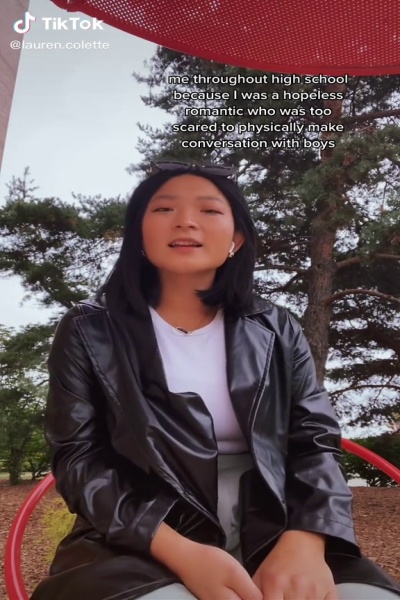 TikTok
@lauren.colette
me throughout high school
because I was a hopeless
romantic who was too
scared to physically make
conversation with boys